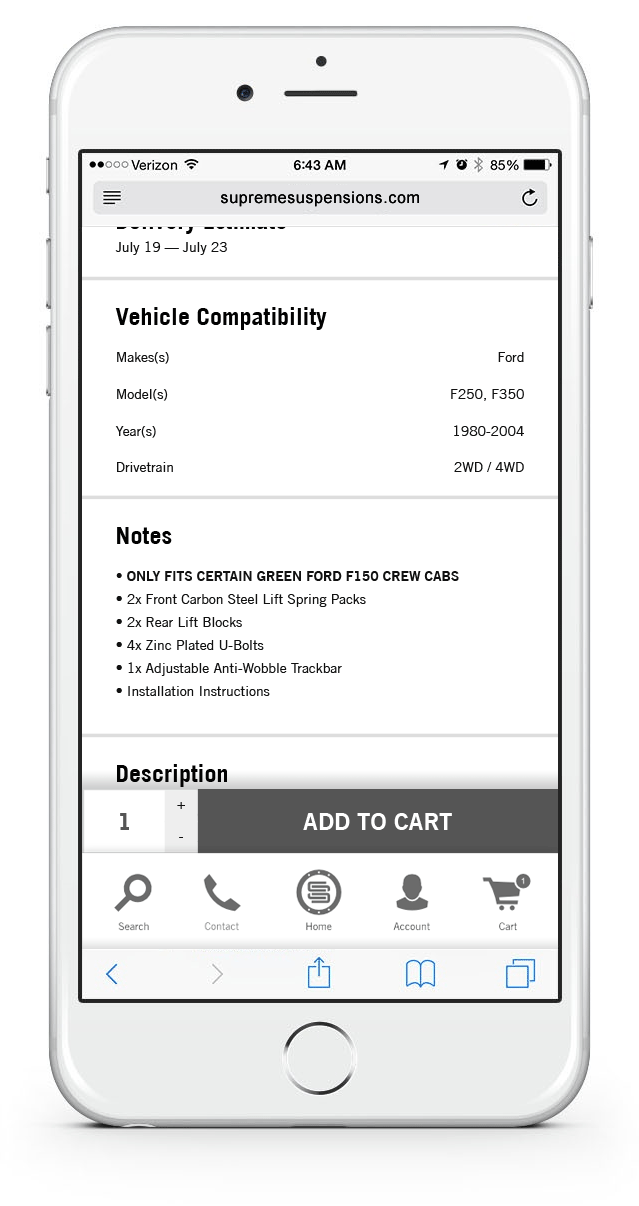 Verizon 6:43 AM 85%
supremesuspensions.com
Delivery Estimate
July 19 — July 23
Vehicle Compatibility
Makes(s) Ford
Model(s) F250, F350
Year(s) 1980-2004
Drivetrain 2WD / 4WD
Notes
• ONLY FITS CERTAIN GREEN FORD F150 CREW CABS
• 2x Front Carbon Steel Lift Spring Packs
• 2x Rear Lift Blocks
• 4x Zinc Plated U-Bolts
• 1x Adjustable Anti-Wobble Trackbar
• Installation Instructions
Description
1 + - ADD TO CART
1
Search Contact Home Account Cart